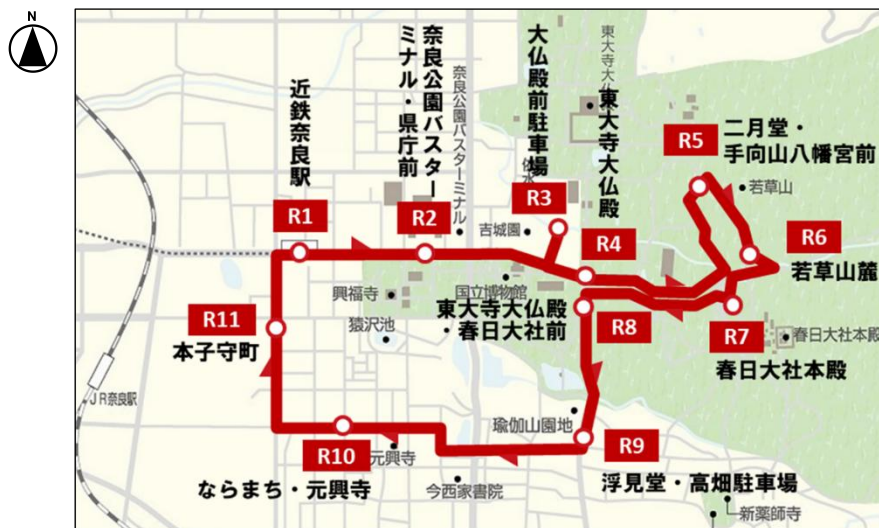 N
近鉄奈良駅
奈良公園バスター
ミナル・県庁前
奈良公園バスターミナル
大仏殿前駐車場
東大寺大仏殿
R5
二月堂・
手向山八幡宮前
若草山
R1
R2
R3
吉城園
R4
R6
若草山麓
興福寺
国立博物館
R11
本子守町
猿沢池
東大寺大仏殿
春日大社前
R8
R7
春日大社本殿
春日大社本殿
JR奈良駅
瑜伽山園地
R10
元興寺
R9
ならまち・元興寺
今西家書院
浮見堂・高畑駐車場
新薬師寺